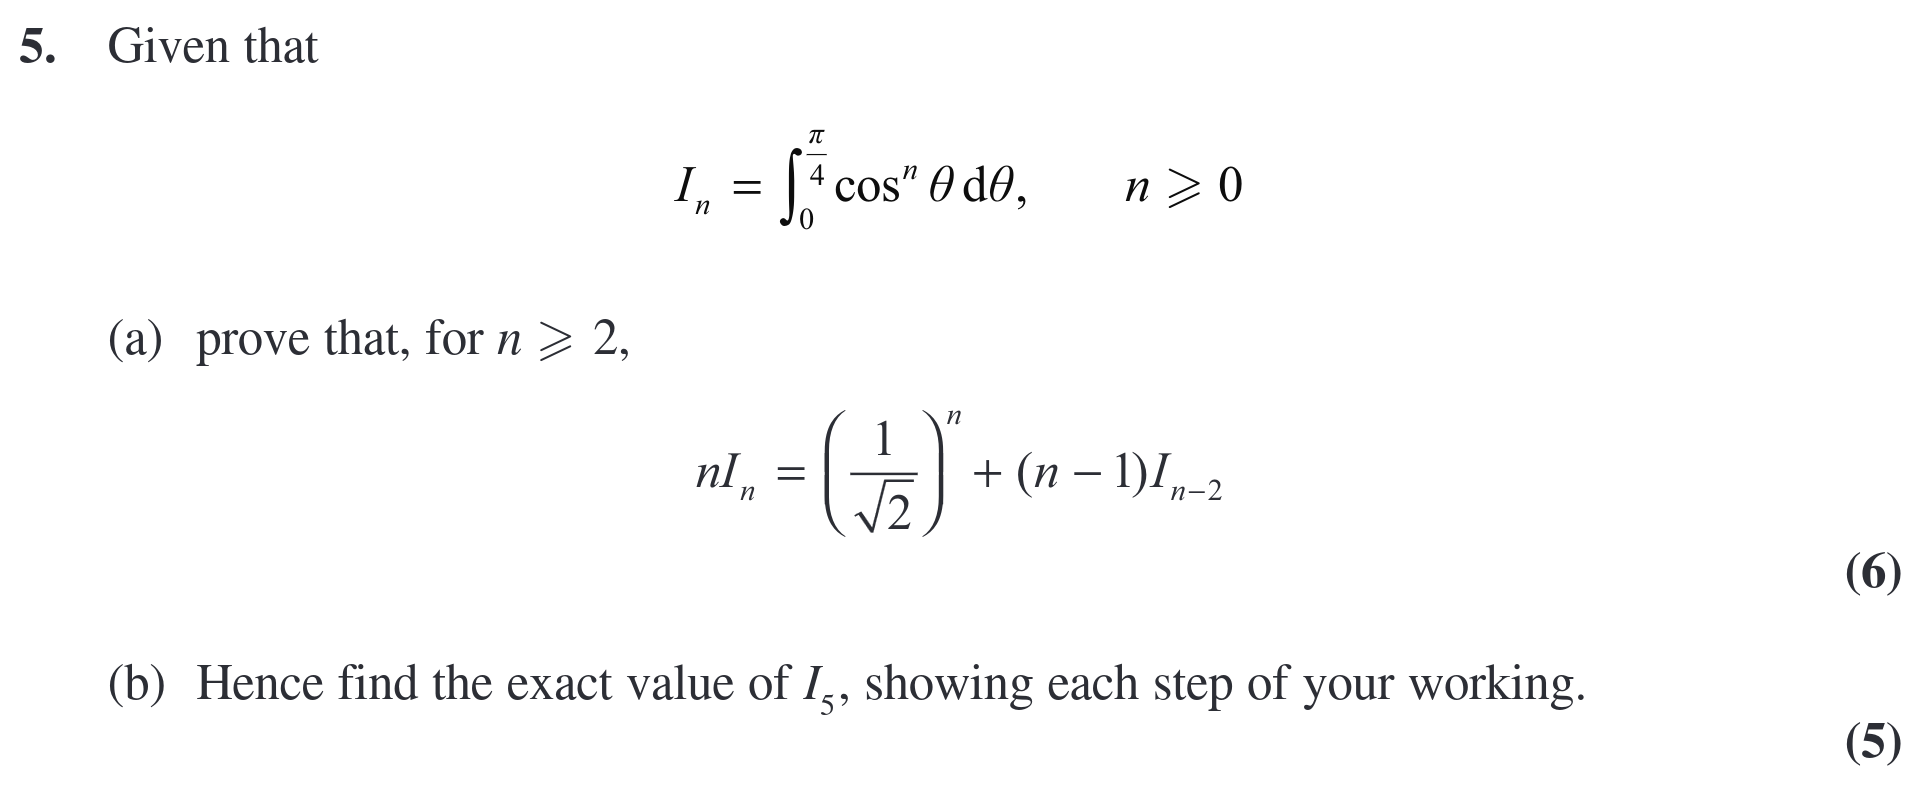 5. Given that
$I_n = \int_0^{\frac{\pi}{4}} \cos^n \theta \, \mathrm{d}\theta, \qquad n \geqslant 0$
(a) prove that, for $n \geqslant 2$,
$nI_n = \left( \frac{1}{\sqrt{2}} \right)^n + (n - 1)I_{n-2}$
(6)
(b) Hence find the exact value of $I_5$, showing each step of your working.
(5)